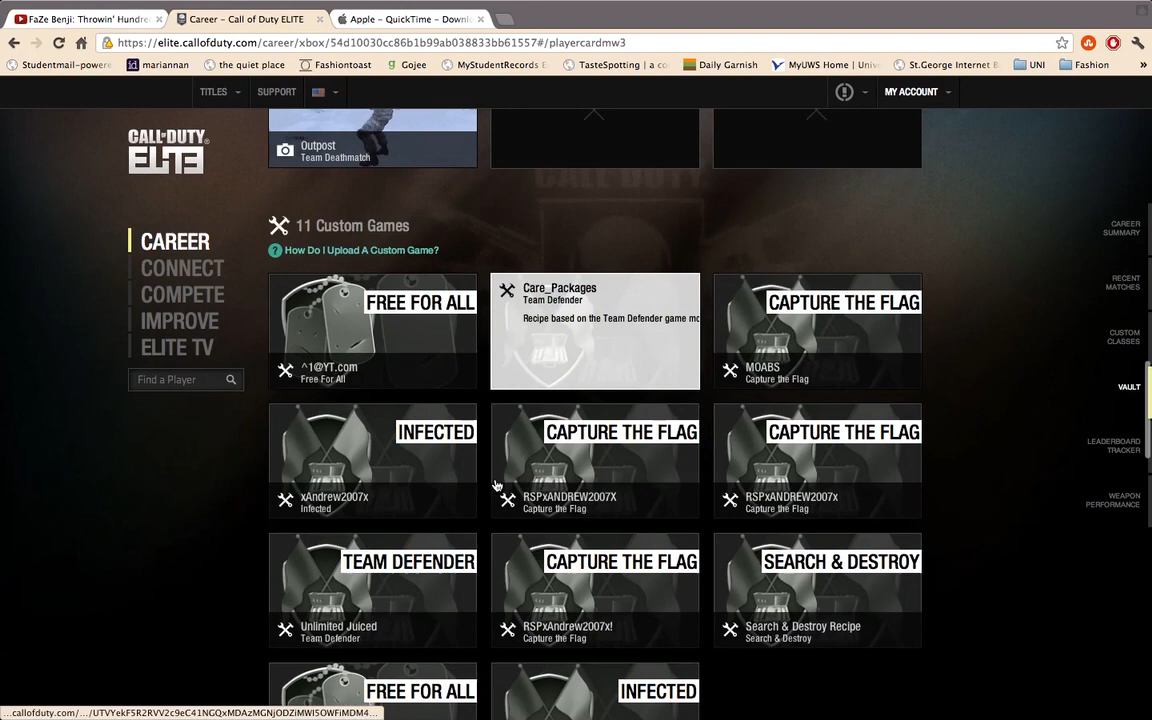 FaZe Benji: Throwin' Hundre
Career – Call of Duty ELITE
Apple – QuickTime – Downlo
https://elite.callofduty.com/career/xbox/54d10030cc86b1b99ab038833bb61557#/playercardmw3
Studentmail-powere
mariannan
the quiet place
Fashiontoast
Gojee
MyStudentRecords E
TasteSpotting | a co
Daily Garnish
MyUWS Home | Univ
St.George Internet B
UNI
Fashion
»
TITLES
SUPPORT
MY ACCOUNT
CALL OF DUTY
ELITE
Outpost
Team Deathmatch
CAREER
CONNECT
COMPETE
IMPROVE
ELITE TV
Find a Player
11 Custom Games
? How Do I Upload A Custom Game?
FREE FOR ALL
^1@YT.com
Free For All
Care_Packages
Team Defender
Recipe based on the Team Defender game mo
CAPTURE THE FLAG
MOABS
Capture the Flag
INFECTED
xAndrew2007x
Infected
CAPTURE THE FLAG
RSPxANDREW2007X
Capture the Flag
CAPTURE THE FLAG
RSPxANDREW2007x
Capture the Flag
TEAM DEFENDER
Unlimited Juiced
Team Defender
CAPTURE THE FLAG
RSPxAndrew2007x!
Capture the Flag
SEARCH & DESTROY
Search & Destroy Recipe
Search & Destroy
FREE FOR ALL
INFECTED
CAREER
SUMMARY
RECENT
MATCHES
CUSTOM
CLASSES
VAULT
LEADERBOARD
TRACKER
WEAPON
PERFORMANCE